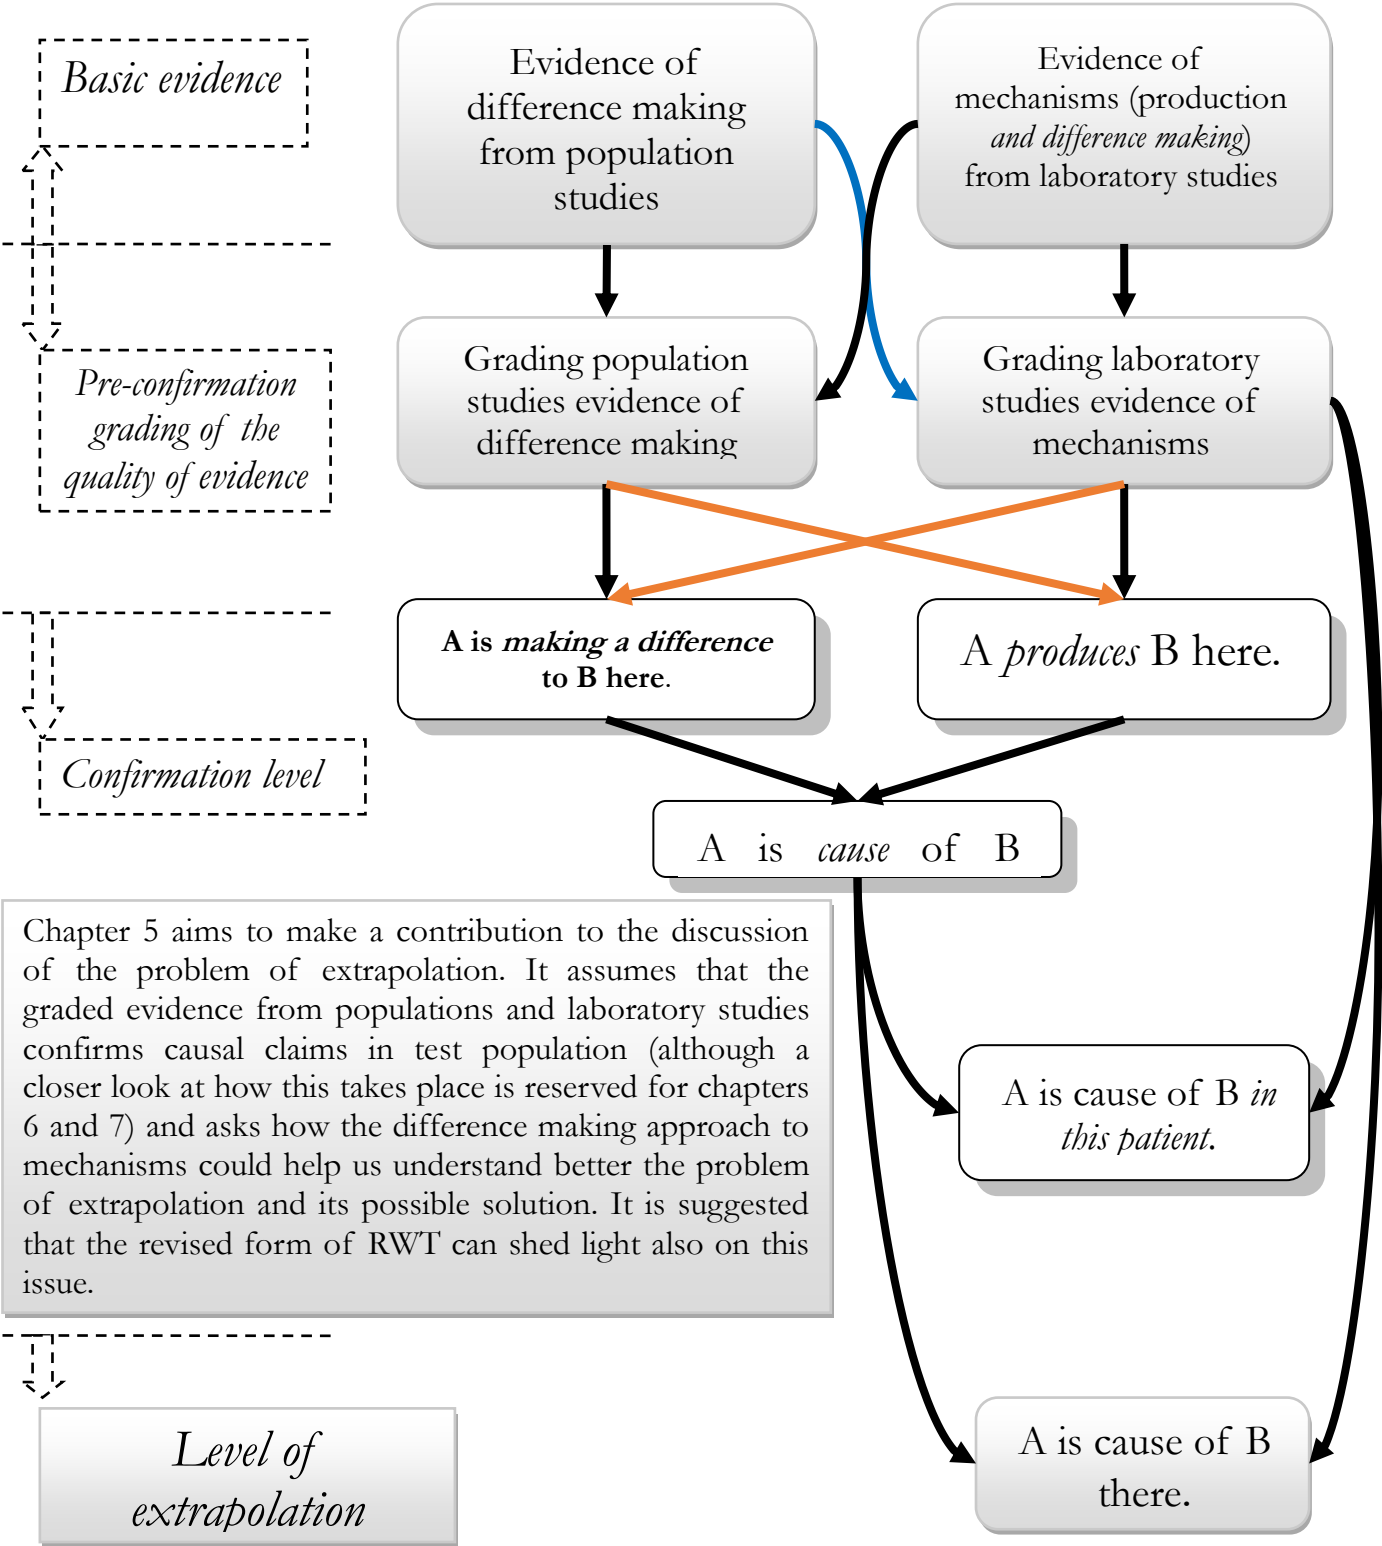 Basic evidence
Evidence of
difference making
from population
studies
Evidence of
mechanisms (production
and difference making)
from laboratory studies
Pre-confirmation
grading of the
quality of evidence
Grading population
studies evidence of
difference making
Grading laboratory
studies evidence of
mechanisms
A is making a difference
to B here.
A produces B here.
Confirmation level
A is cause of B
Chapter 5 aims to make a contribution to the discussion
of the problem of extrapolation. It assumes that the
graded evidence from populations and laboratory studies
confirms causal claims in test population (although a
closer look at how this takes place is reserved for chapters
6 and 7) and asks how the difference making approach to
mechanisms could help us understand better the problem
of extrapolation and its possible solution. It is suggested
that the revised form of RWT can shed light also on this
issue.
A is cause of B in
this patient.
Level of
extrapolation
A is cause of B
there.